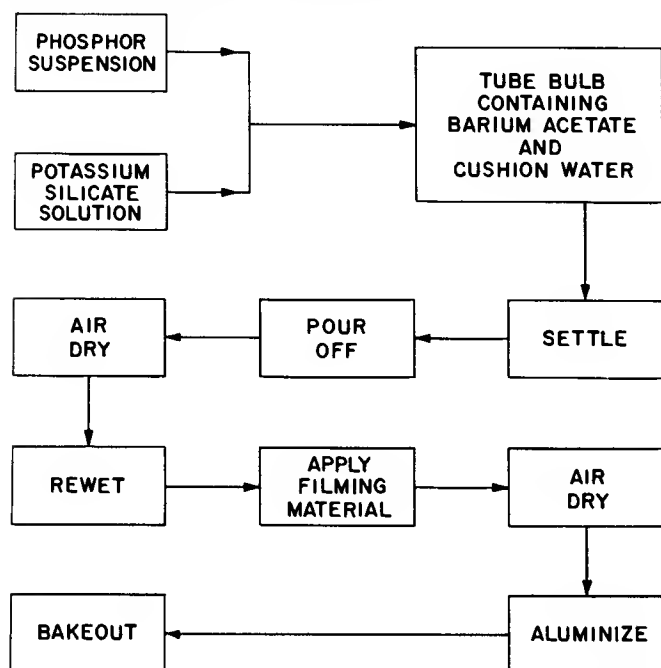 PHOSPHOR
SUSPENSION
POTASSIUM
SILICATE
SOLUTION
TUBE BULB
CONTAINING
BARIUM ACETATE
AND
CUSHION WATER
SETTLE
POUR
OFF
AIR
DRY
REWET
APPLY
FILMING
MATERIAL
AIR
DRY
ALUMINIZE
BAKEOUT